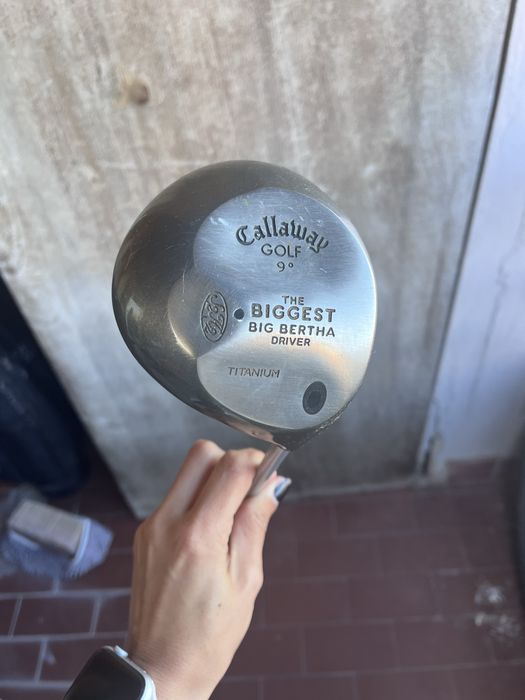 Callaway
GOLF
9°
THE
BIGGEST
BIG BERTHA
DRIVER
TITANIUM